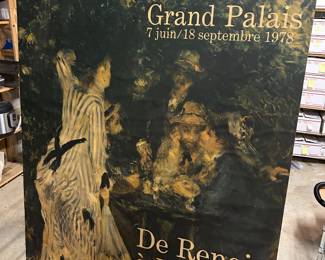 Grand Palais
7 juin/18 septembre 1978
De Renoi
à